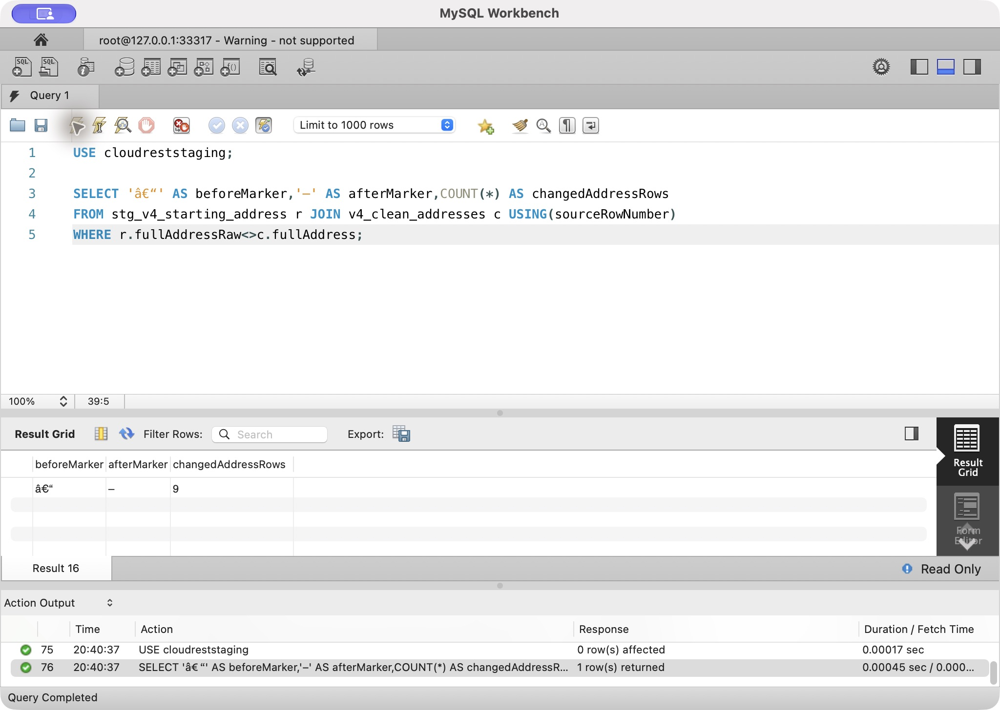 MySQL Workbench
root@127.0.0.1:33317 - Warning - not supported
SQL SQL
Query 1
Limit to 1000 rows
1 USE cloudreststaging;
2
3 SELECT 'â€“' AS beforeMarker,'–' AS afterMarker,COUNT(*) AS changedAddressRows
4 FROM stg_v4_starting_address r JOIN v4_clean_addresses c USING(sourceRowNumber)
5 WHERE r.fullAddressRaw<>c.fullAddress;
100% 39:5
Result Grid Filter Rows: Search Export:
beforeMarker afterMarker changedAddressRows
â€“ – 9
Result Grid
Form Editor
Result 16 Read Only
Action Output
Time Action Response Duration / Fetch Time
75 20:40:37 USE cloudreststaging 0 row(s) affected 0.00017 sec
76 20:40:37 SELECT 'â€“' AS beforeMarker,'–' AS afterMarker,COUNT(*) AS changedAddressR... 1 row(s) returned 0.00045 sec / 0.000...
Query Completed